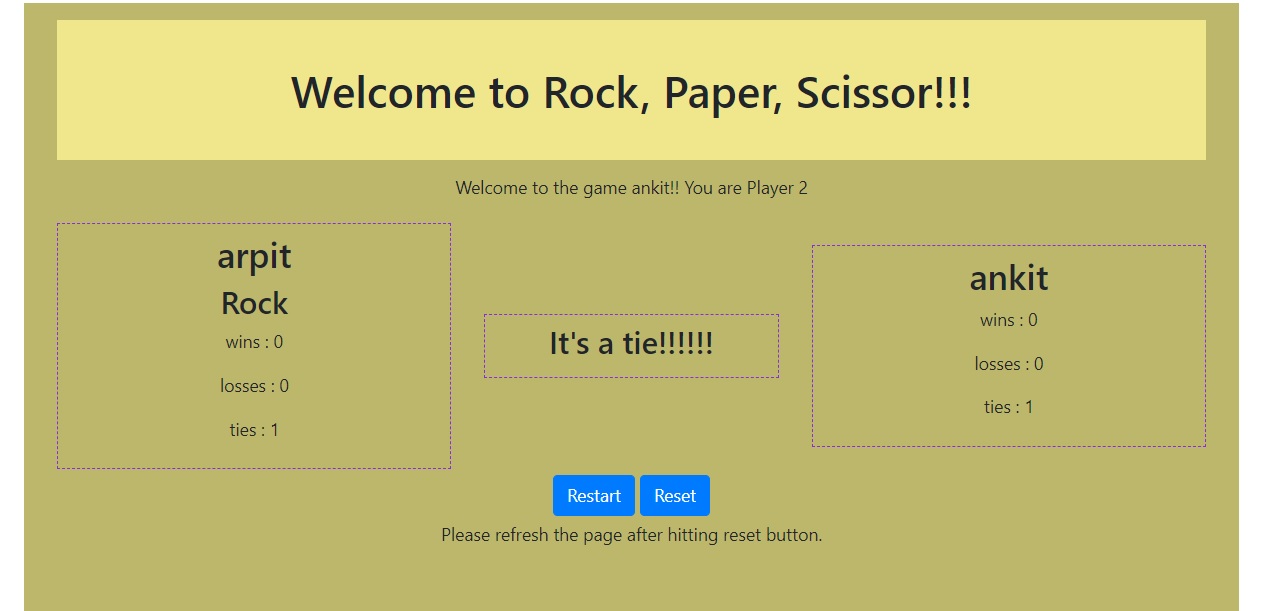 Welcome to Rock, Paper, Scissor!!!
Welcome to the game ankit!! You are Player 2
arpit
Rock
wins : 0
losses : 0
ties : 1
It's a tie!!!!!!
ankit
wins : 0
losses : 0
ties : 1
Restart
Reset
Please refresh the page after hitting reset button.